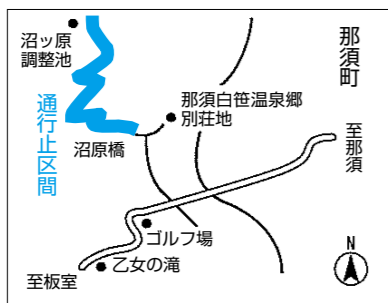 沼ッ原
調整池
通行止区間
沼原橋
那須白笹温泉郷
別荘地
那須町
至那須
ゴルフ場
乙女の滝
至板室
N